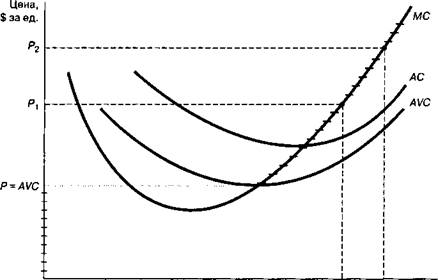 Цена,
$ за ед.
MC
P₂
AC
AVC
P₁
P = AVC